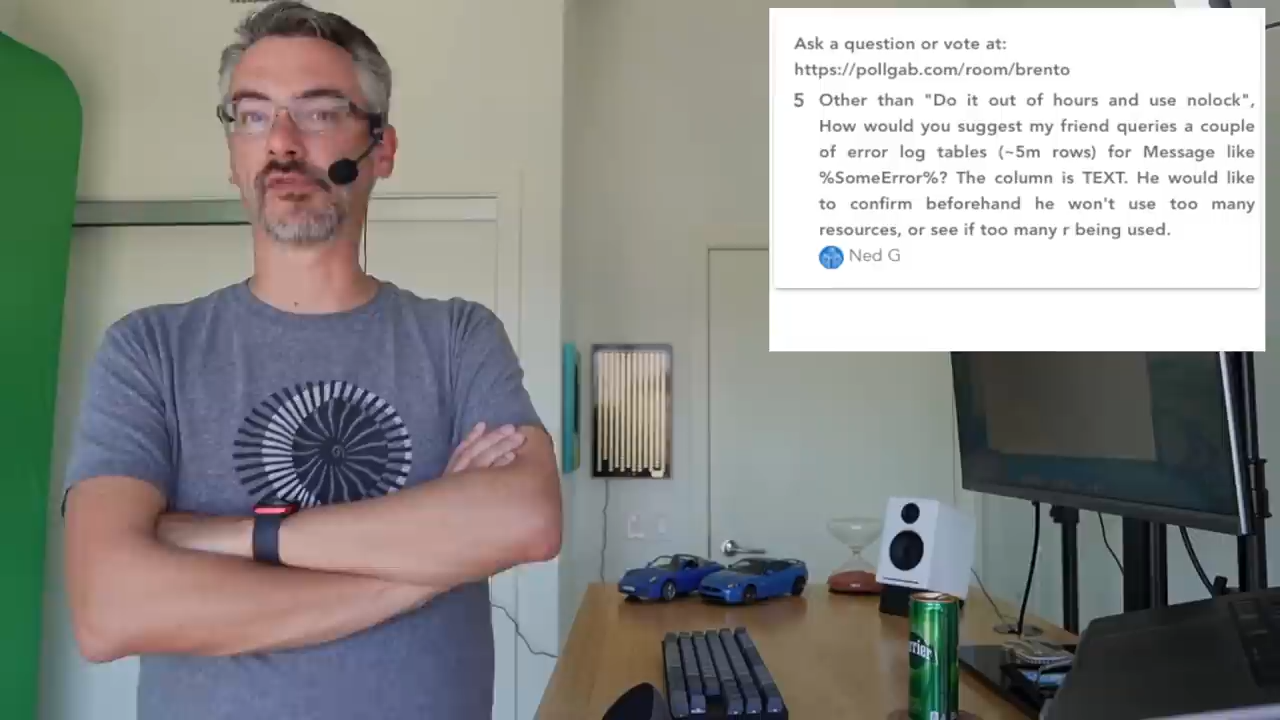 Ask a question or vote at:
https://pollgab.com/room/brento
5 Other than "Do it out of hours and use nolock",
How would you suggest my friend queries a couple
of error log tables (~5m rows) for Message like
%SomeError%? The column is TEXT. He would like
to confirm beforehand he won't use too many
resources, or see if too many r being used.
Ned G